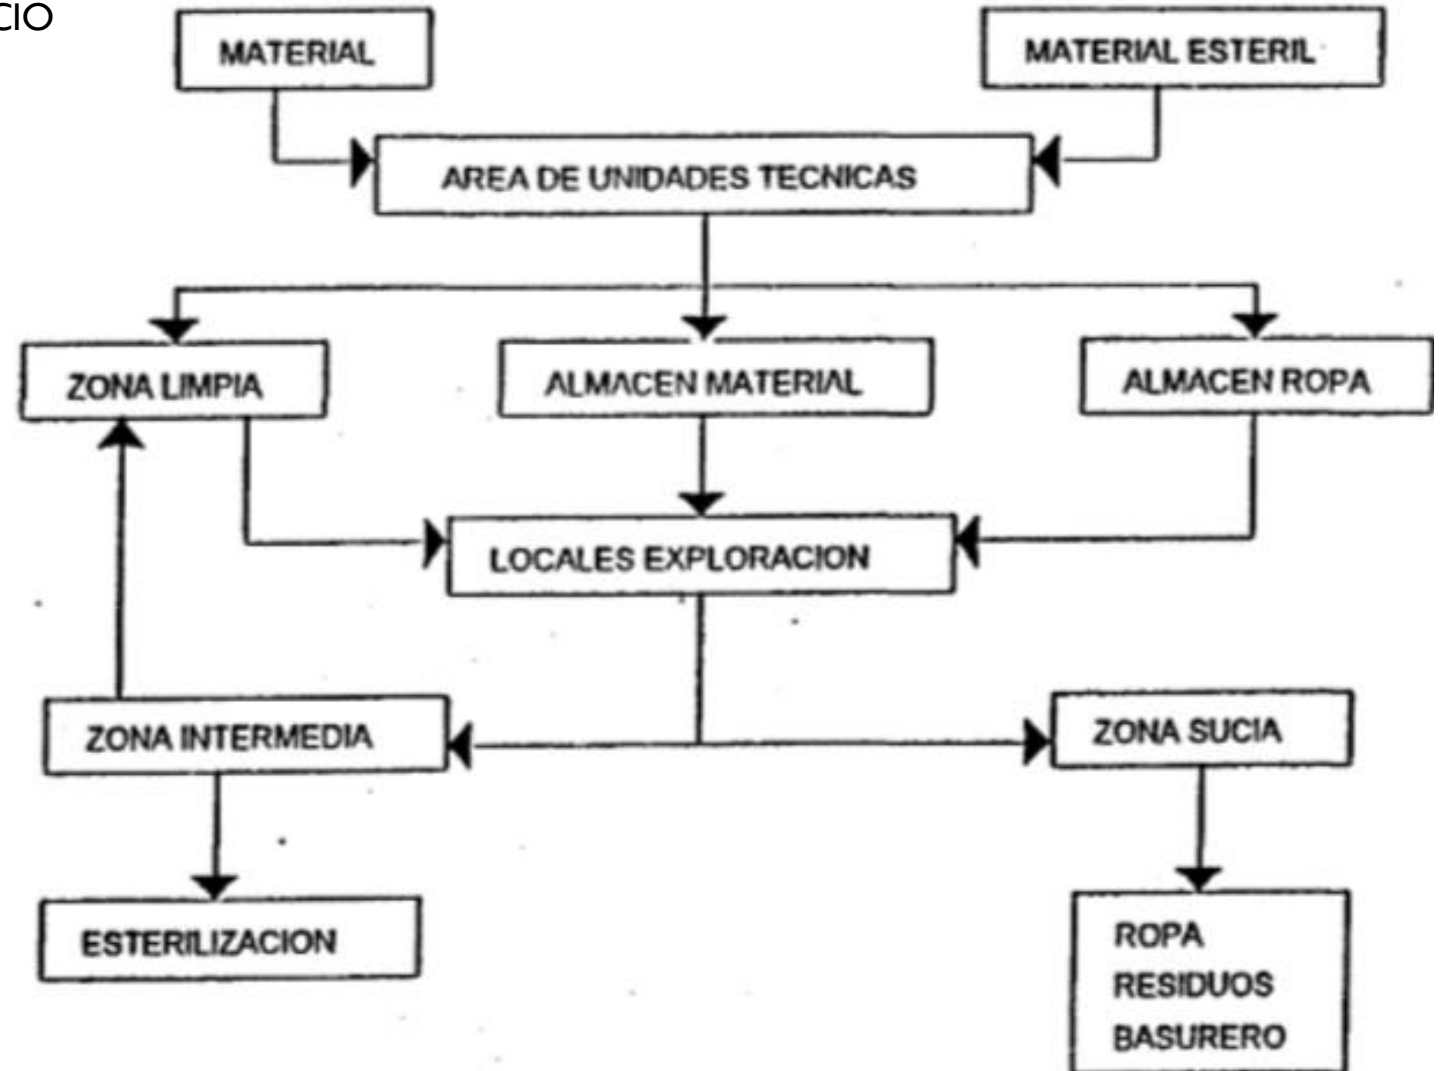 CIO
MATERIAL
MATERIAL ESTERIL
AREA DE UNIDADES TECNICAS
ZONA LIMPIA
ALMACEN MATERIAL
ALMACEN ROPA
LOCALES EXPLORACION
ZONA INTERMEDIA
ZONA SUCIA
ESTERILIZACION
ROPA
RESIDUOS
BASURERO